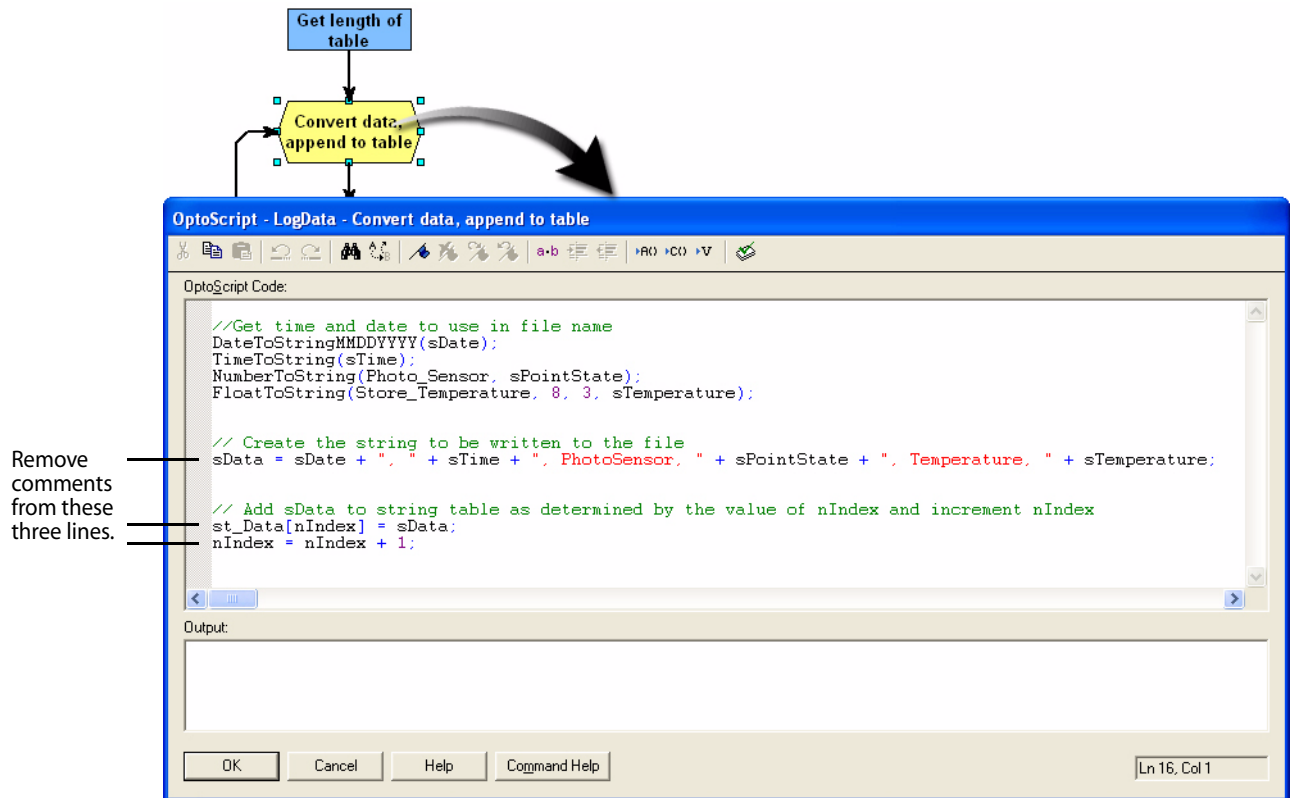 Get length of
table
Convert data,
append to table
OptoScript - LogData - Convert data, append to table
a•b
A() C() V
OptoScript Code:
//Get time and date to use in file name
DateToStringMMDDYYYY(sDate);
TimeToString(sTime);
NumberToString(Photo_Sensor, sPointState);
FloatToString(Store_Temperature, 8, 3, sTemperature);
// Create the string to be written to the file
sData = sDate + ", " + sTime + ", PhotoSensor, " + sPointState + ", Temperature, " + sTemperature;
// Add sData to string table as determined by the value of nIndex and increment nIndex
st_Data[nIndex] = sData;
nIndex = nIndex + 1;
Remove
comments
from these
three lines.
Output:
OK Cancel Help Command Help
Ln 16, Col 1